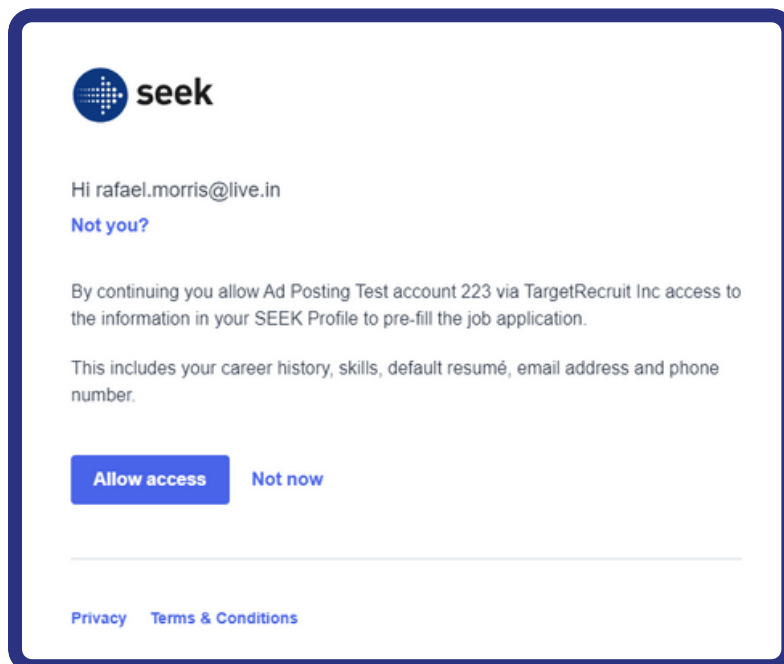 seek
Hi rafael.morris@live.in
Not you?
By continuing you allow Ad Posting Test account 223 via TargetRecruit Inc access to
the information in your SEEK Profile to pre-fill the job application.
This includes your career history, skills, default resumé, email address and phone
number.
Allow access Not now
Privacy Terms & Conditions